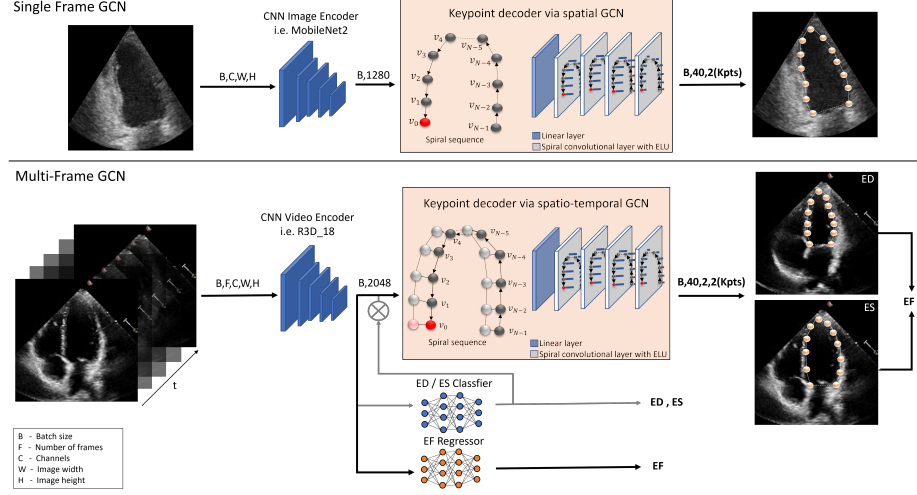 Single Frame GCN
CNN Image Encoder
i.e. MobileNet2
B,C,W,H
B,1280
Keypoint decoder via spatial GCN
v4
vN−5
v3
vN−4
v2
vN−3
v1
vN−2
v0
vN−1
Spiral sequence
Linear layer
Spiral convolutional layer with ELU
B,40,2(Kpts)
Multi-Frame GCN
CNN Video Encoder
i.e. R3D_18
B,F,C,W,H
B,2048
Keypoint decoder via spatio-temporal GCN
v4
vN−5
v3
vN−4
v2
vN−3
v1
vN−2
v0
vN−1
Spiral sequence
Linear layer
Spiral convolutional layer with ELU
B,40,2,2(Kpts)
ED
ES
EF
t
ED / ES Classfier
ED , ES
EF Regressor
EF
B - Batch size
F - Number of frames
C - Channels
W - Image width
H - Image height